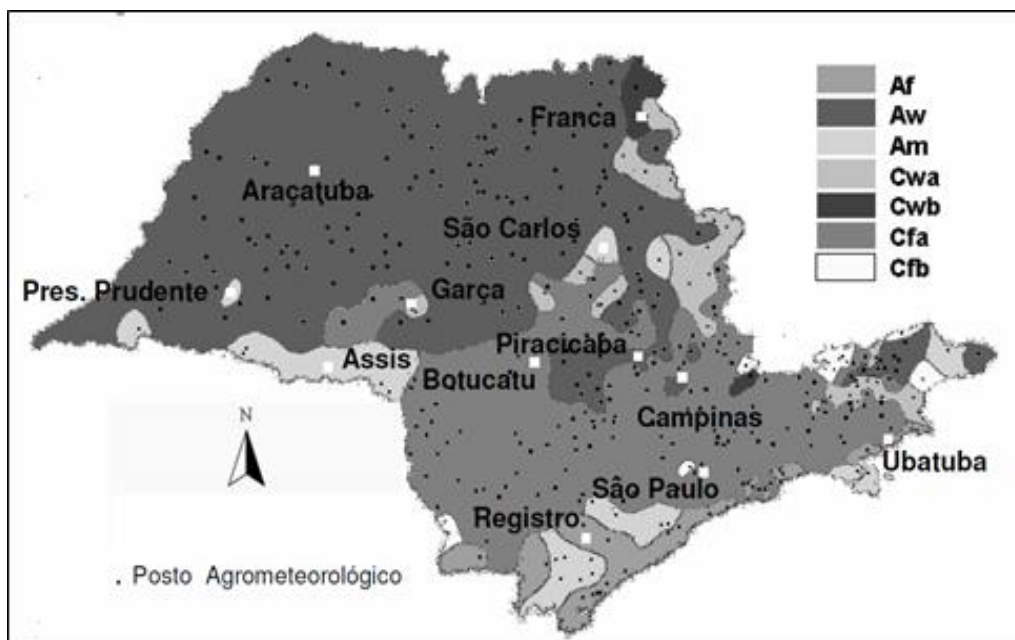 Franca
Araçatuba
São Carlos
Pres. Prudente
Garça
Assis
Piracicaba
Botucatu
Campinas
Ubatuba
São Paulo
Registro
N
. Posto Agrometeorológico
Af
Aw
Am
Cwa
Cwb
Cfa
Cfb